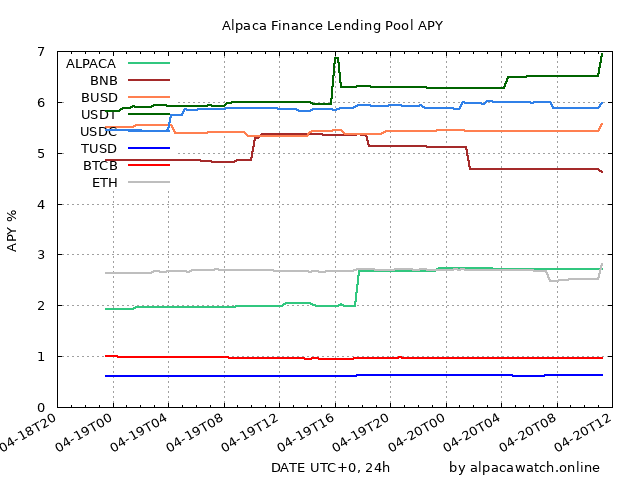 Alpaca Finance Lending Pool APY
7
6
5
4
3
2
1
0
APY %
ALPACA
BNB
BUSD
USDT
USDC
TUSD
BTCB
ETH
04-18T20
04-19T00
04-19T04
04-19T08
04-19T12
04-19T16
04-19T20
04-20T00
04-20T04
04-20T08
04-20T12
DATE UTC+0, 24h
by alpacawatch.online